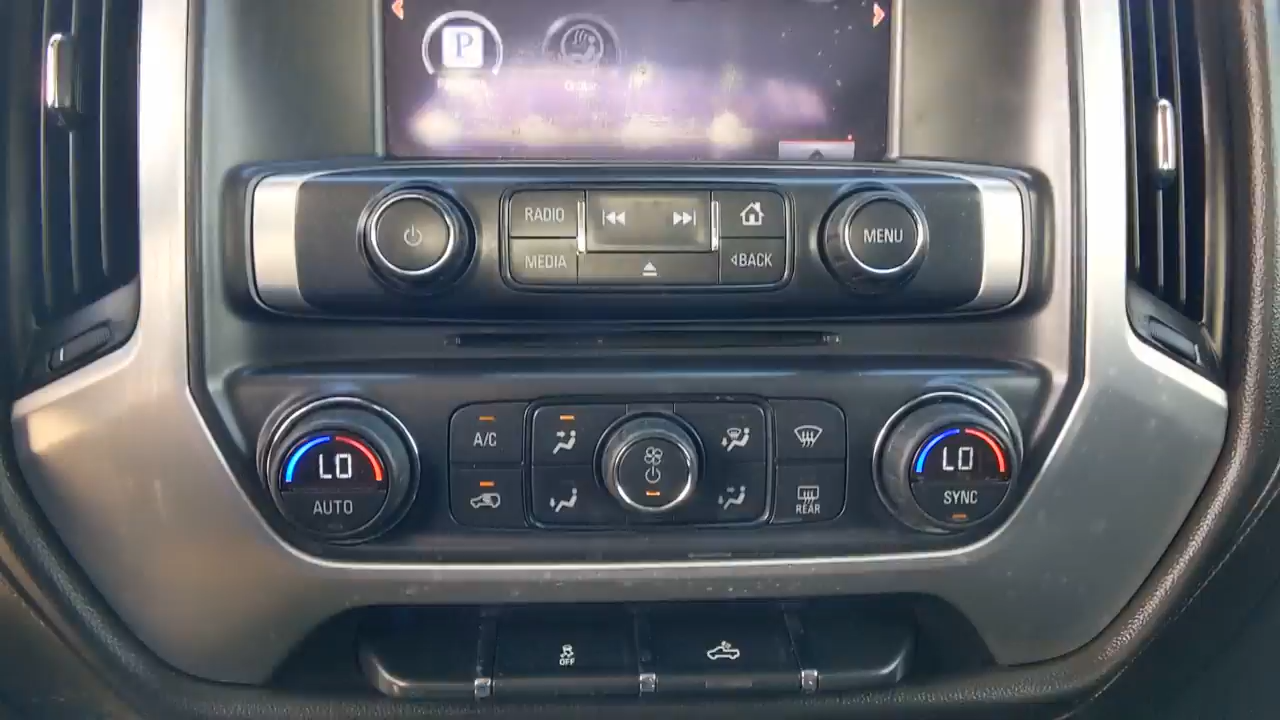 P
RADIO
MEDIA
BACK
MENU
LO
AUTO
A/C
REAR
LO
SYNC
OFF